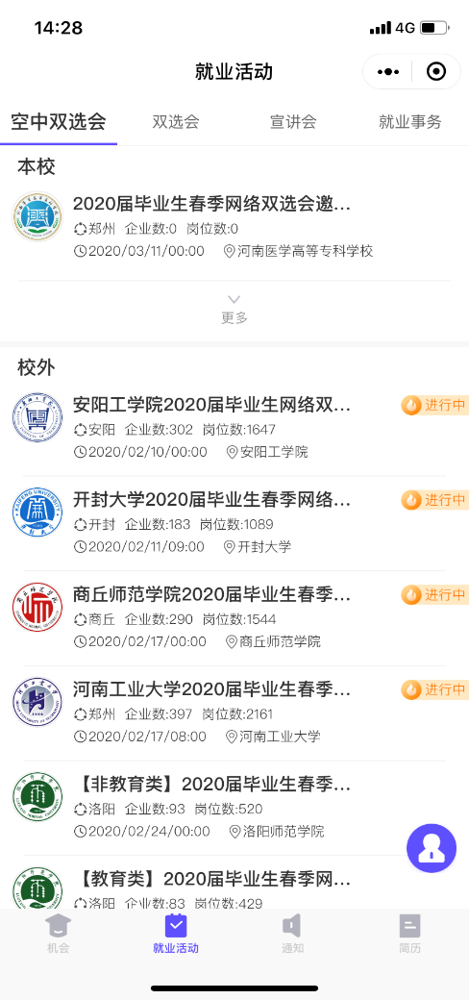 14:28
4G
就业活动
空中双选会 双选会 宣讲会 就业事务
本校
2020届毕业生春季网络双选会邀...
郑州 企业数:0 岗位数:0
2020/03/11/00:00 河南医学高等专科学校
更多
校外
安阳工学院2020届毕业生网络双...
进行中
安阳 企业数:302 岗位数:1647
2020/02/10/00:00 安阳工学院
开封大学2020届毕业生春季网络...
进行中
开封 企业数:183 岗位数:1089
2020/02/11/09:00 开封大学
商丘师范学院2020届毕业生春季...
进行中
商丘 企业数:290 岗位数:1544
2020/02/17/00:00 商丘师范学院
河南工业大学2020届毕业生春季...
进行中
郑州 企业数:397 岗位数:2161
2020/02/17/08:00 河南工业大学
【非教育类】2020届毕业生春季...
洛阳 企业数:93 岗位数:520
2020/02/24/00:00 洛阳师范学院
【教育类】2020届毕业生春季网...
洛阳 企业数:83 岗位数:429
机会 就业活动 通知 简历